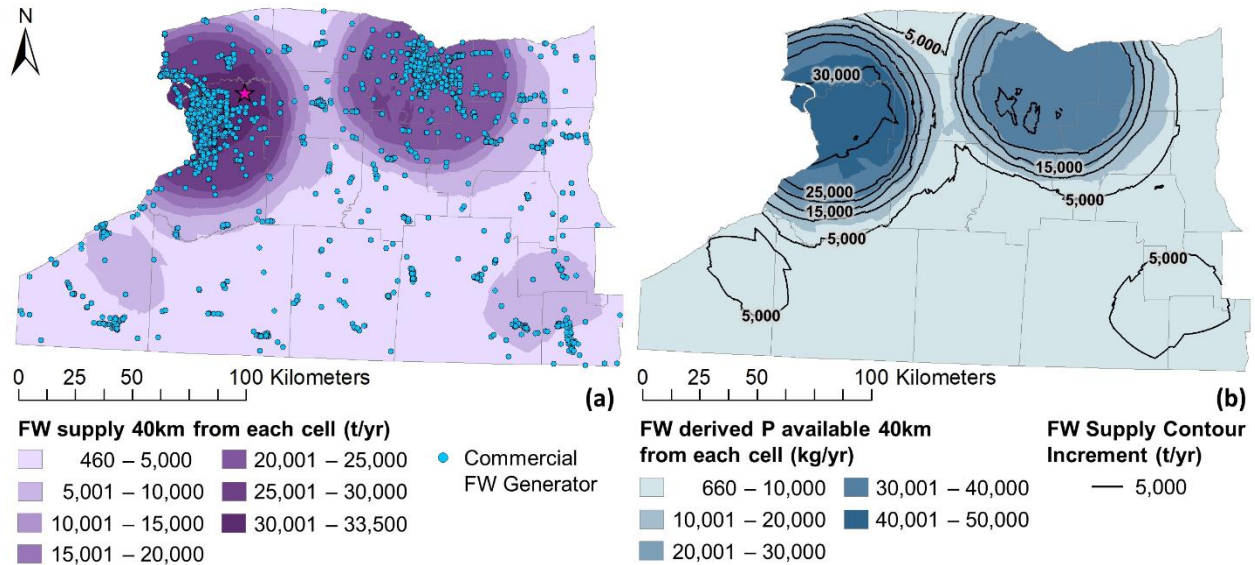 N
(a)
0 25 50 100 Kilometers
FW supply 40km from each cell (t/yr)
460 – 5,000
5,001 – 10,000
10,001 – 15,000
15,001 – 20,000
20,001 – 25,000
25,001 – 30,000
30,001 – 33,500
Commercial
FW Generator
5,000
30,000
25,000
15,000
5,000
15,000
5,000
5,000
5,000
(b)
0 25 50 100 Kilometers
FW derived P available 40km
from each cell (kg/yr)
660 – 10,000
10,001 – 20,000
20,001 – 30,000
30,001 – 40,000
40,001 – 50,000
FW Supply Contour
Increment (t/yr)
5,000